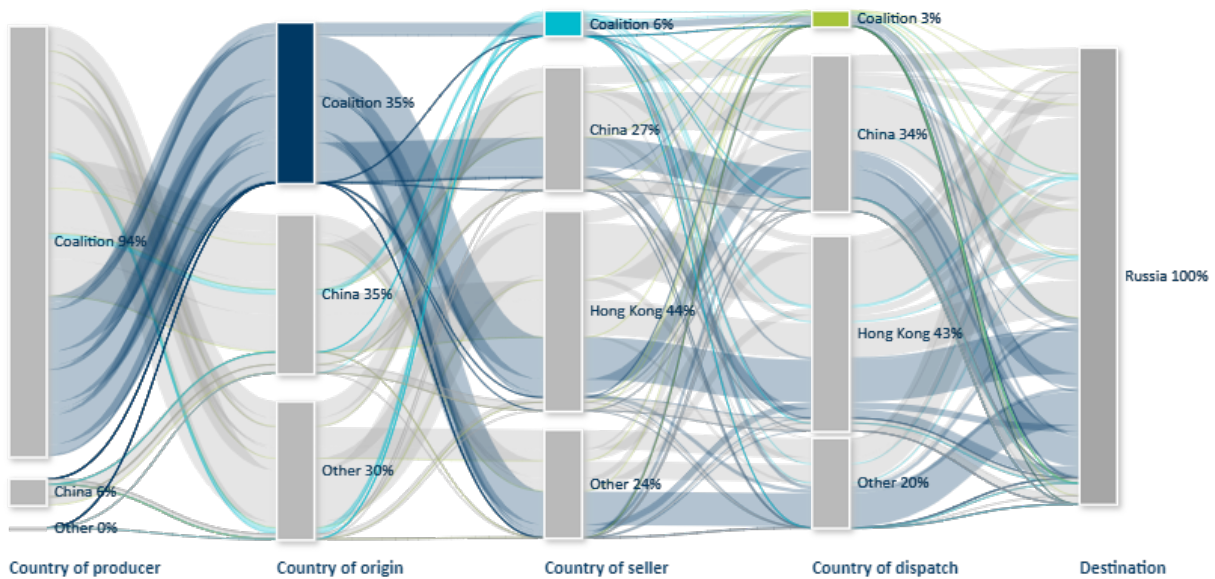 Coalition 94%
China 6%
Other 0%
Country of producer
Coalition 35%
China 35%
Other 30%
Country of origin
Coalition 6%
China 27%
Hong Kong 44%
Other 24%
Country of seller
Coalition 3%
China 34%
Hong Kong 43%
Other 20%
Country of dispatch
Russia 100%
Destination